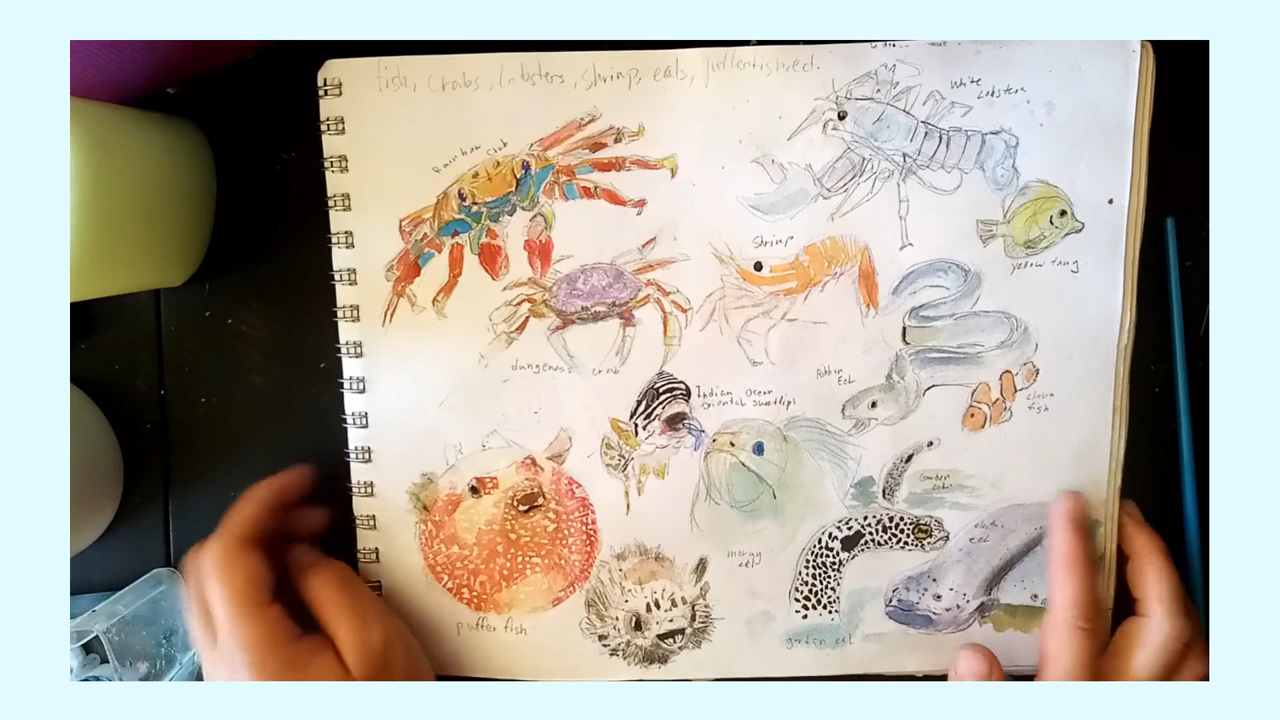 fish, crabs, lobsters, shrimp, eels, pufferfish, ect.
White
Lobster
Rainbow Crab
Shrimp
yellow tang
dungeness crab
Ribbon
EeL
Indian Ocean
oriental sweetlips
clown
fish
Garden
eel
electric
eel
moray
eel
puffer fish
garden eel